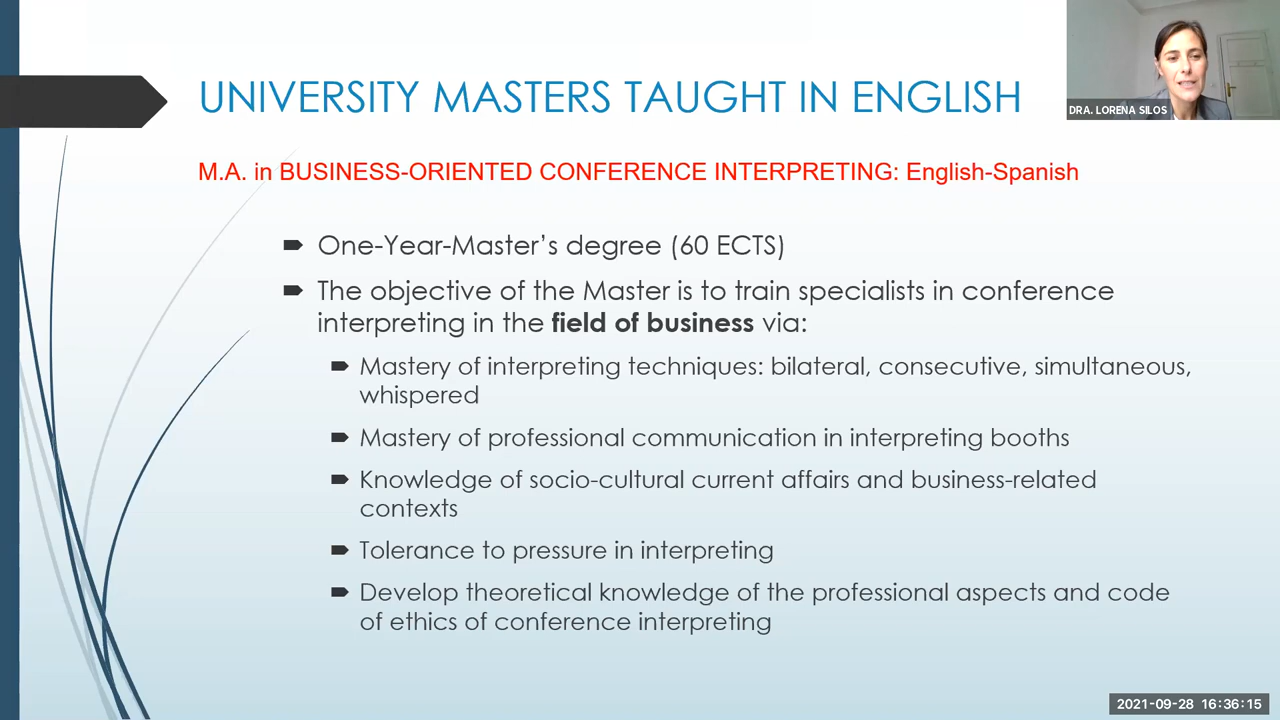 UNIVERSITY MASTERS TAUGHT IN ENGLISH
DRA. LORENA SILOS
M.A. in BUSINESS-ORIENTED CONFERENCE INTERPRETING: English-Spanish
One-Year-Master’s degree (60 ECTS)
The objective of the Master is to train specialists in conference
interpreting in the field of business via:
Mastery of interpreting techniques: bilateral, consecutive, simultaneous,
whispered
Mastery of professional communication in interpreting booths
Knowledge of socio-cultural current affairs and business-related
contexts
Tolerance to pressure in interpreting
Develop theoretical knowledge of the professional aspects and code
of ethics of conference interpreting
2021-09-28 16:36:15